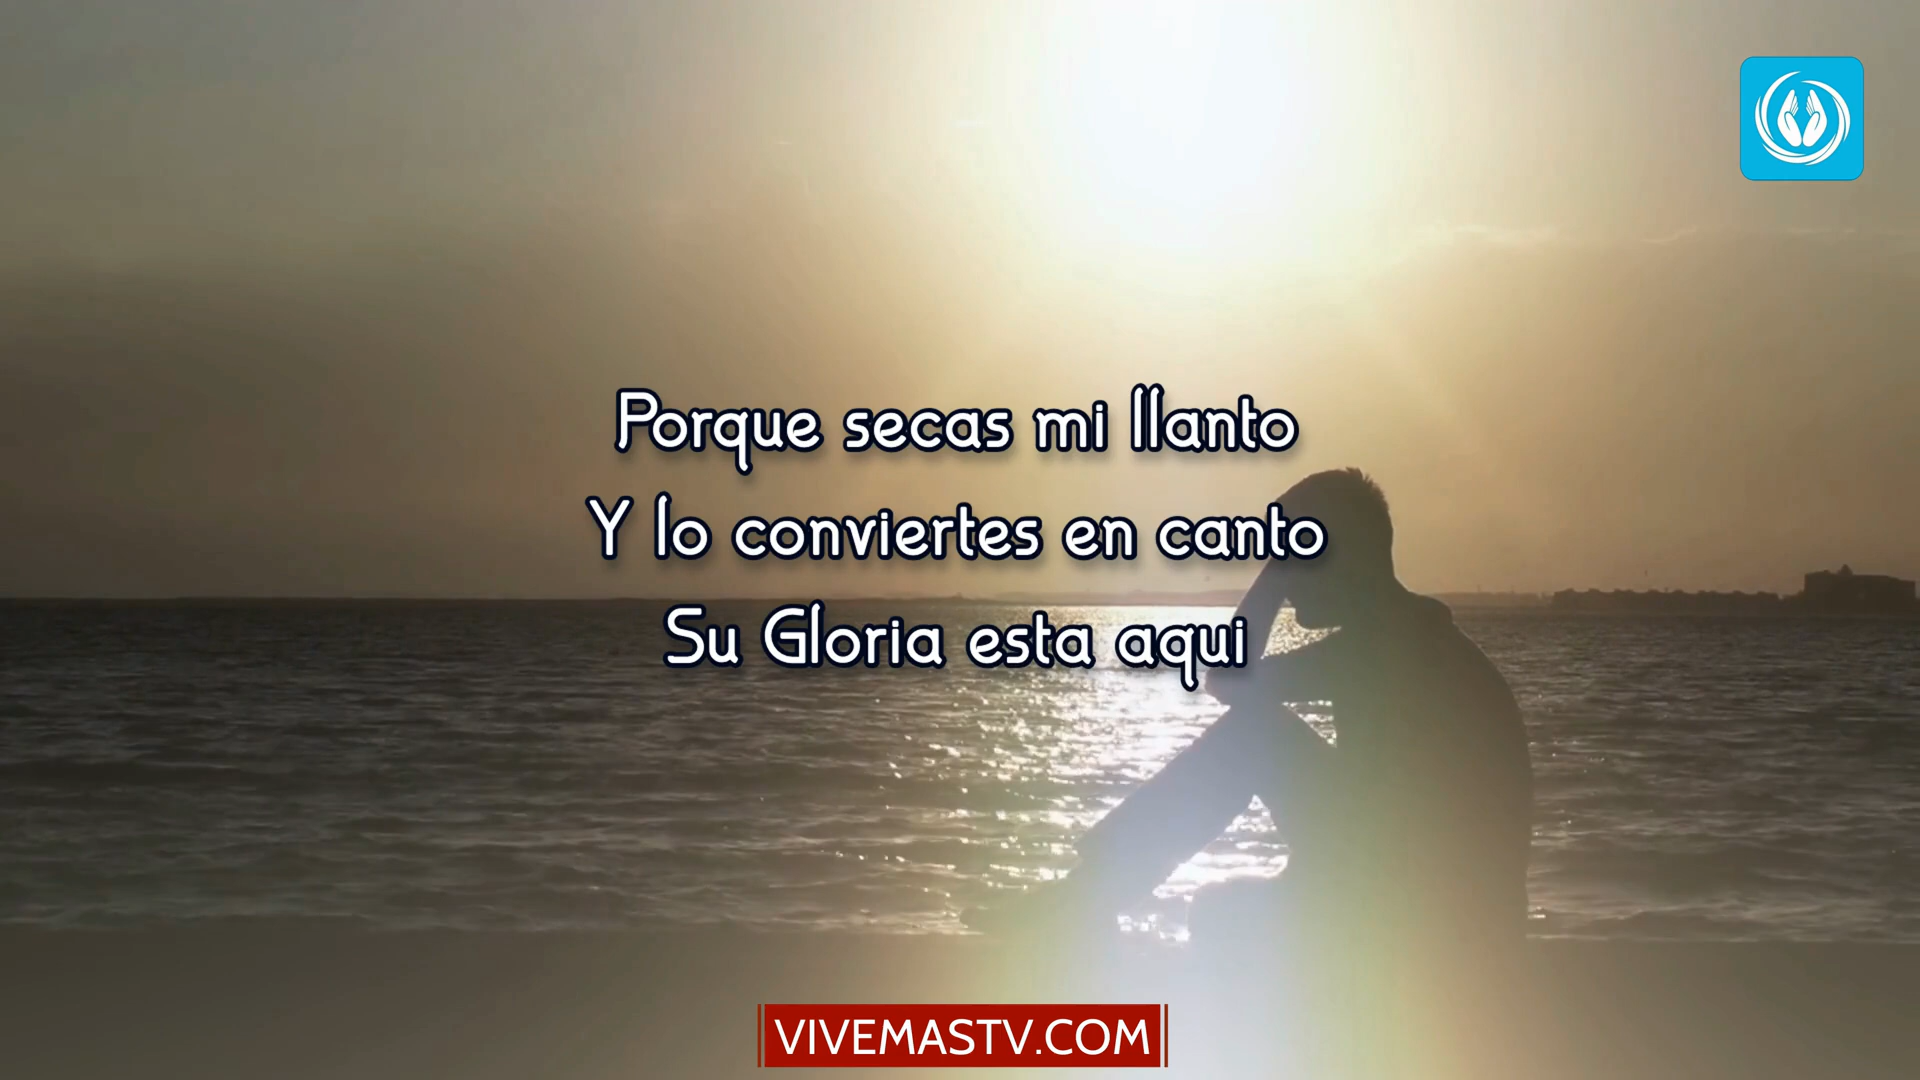 Porque secas mi llanto
Y lo conviertes en canto
Su Gloria esta aqui
VIVEMASTV.COM